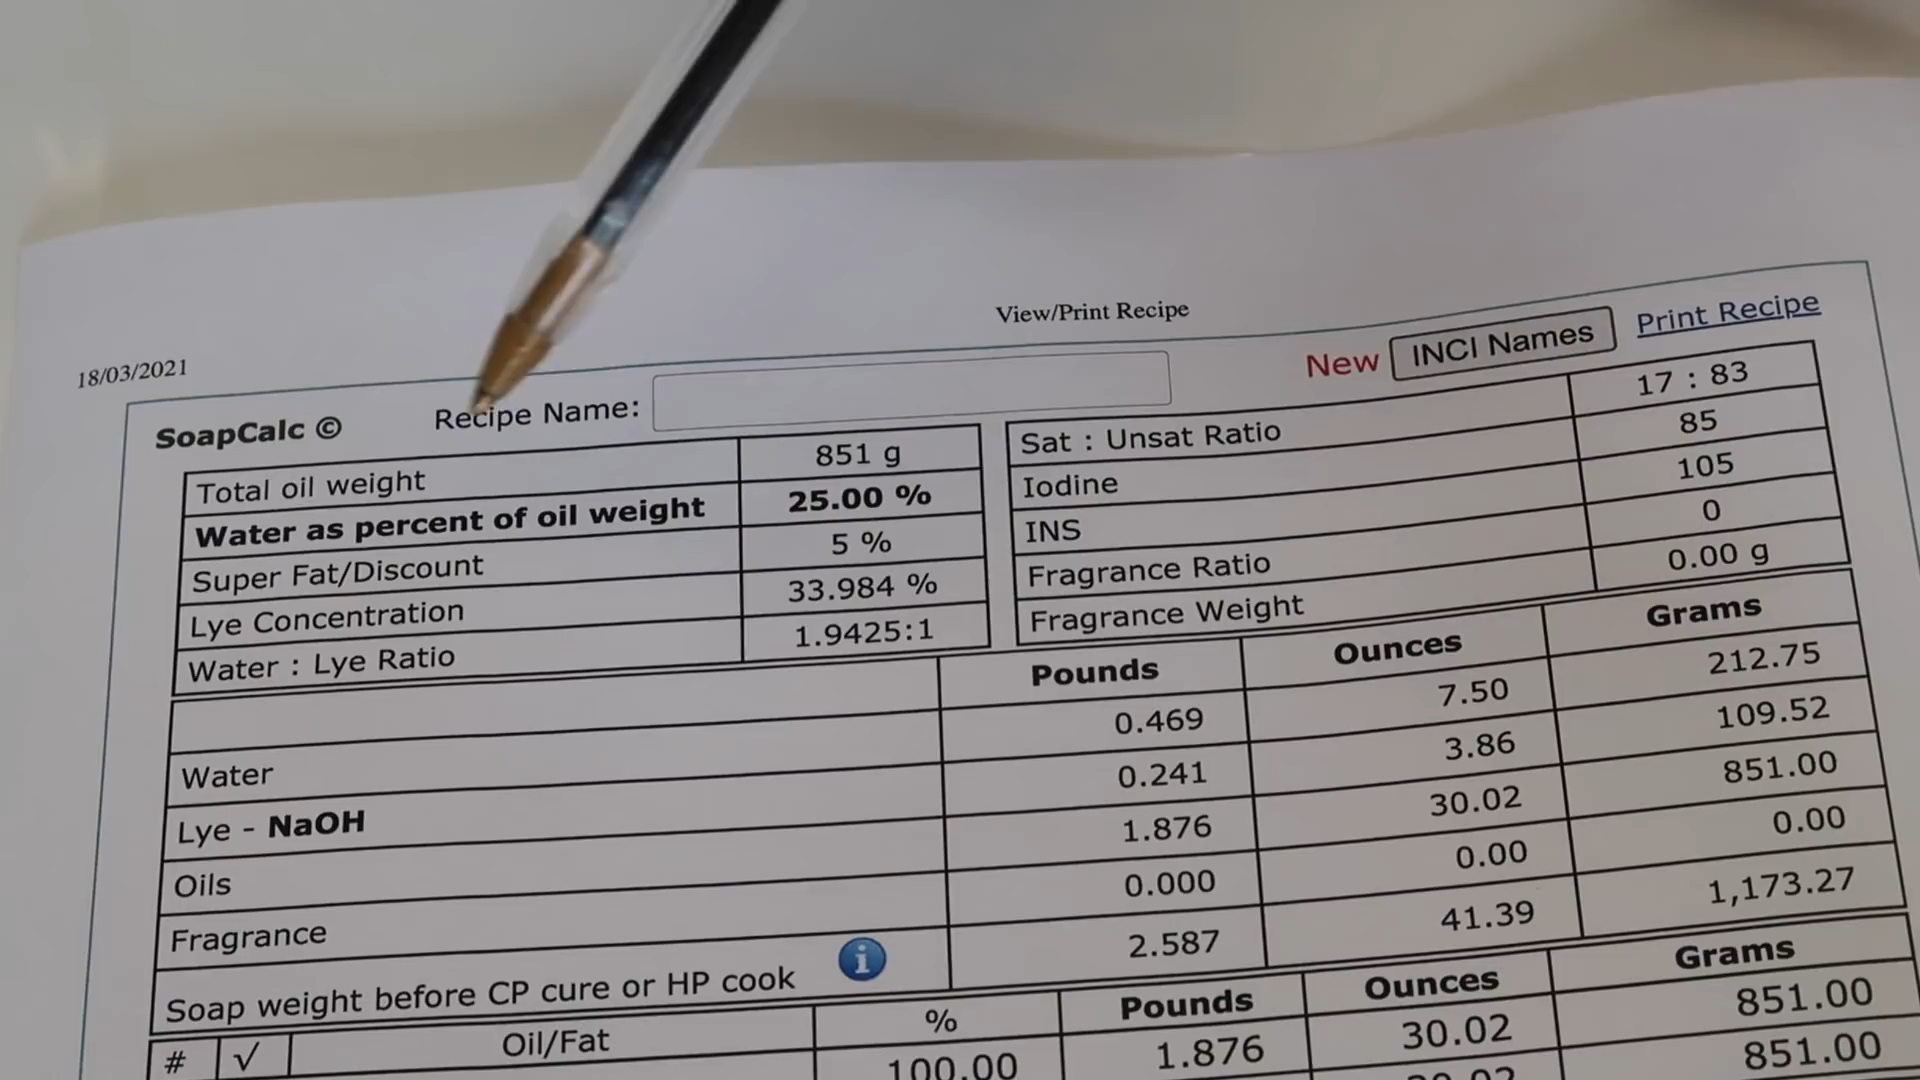 View/Print Recipe
18/03/2021
SoapCalc © Recipe Name: New INCI Names Print Recipe
Total oil weight 851 g
Water as percent of oil weight 25.00 %
Super Fat/Discount 5 %
Lye Concentration 33.984 %
Water : Lye Ratio 1.9425:1
Sat : Unsat Ratio 17 : 83
Iodine 85
INS 105
Fragrance Ratio 0
Fragrance Weight 0.00 g
Pounds Ounces Grams
Water 0.469 7.50 212.75
Lye - NaOH 0.241 3.86 109.52
Oils 1.876 30.02 851.00
Fragrance 0.000 0.00 0.00
Soap weight before CP cure or HP cook i 2.587 41.39 1,173.27
# √ Oil/Fat % Pounds Ounces Grams
100.00 1.876 30.02 851.00
851.00